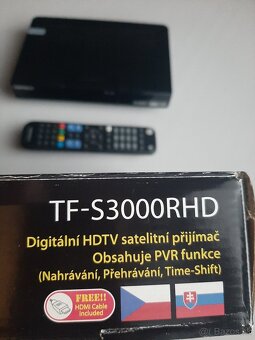 TF-S3000RHD
Digitální HDTV satelitní přijímač
Obsahuje PVR funkce
(Nahrávání, Přehrávání, Time-Shift)
FREE!!
HDMI Cable
Included